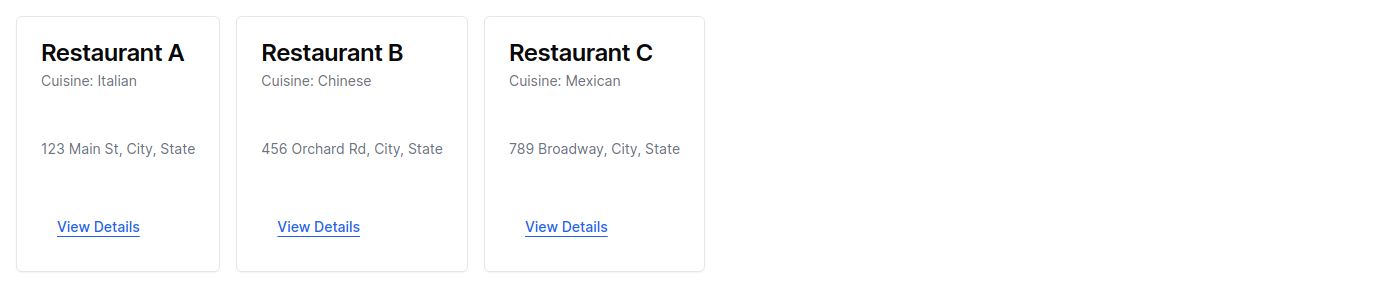 Restaurant A
Cuisine: Italian
123 Main St, City, State
View Details
Restaurant B
Cuisine: Chinese
456 Orchard Rd, City, State
View Details
Restaurant C
Cuisine: Mexican
789 Broadway, City, State
View Details